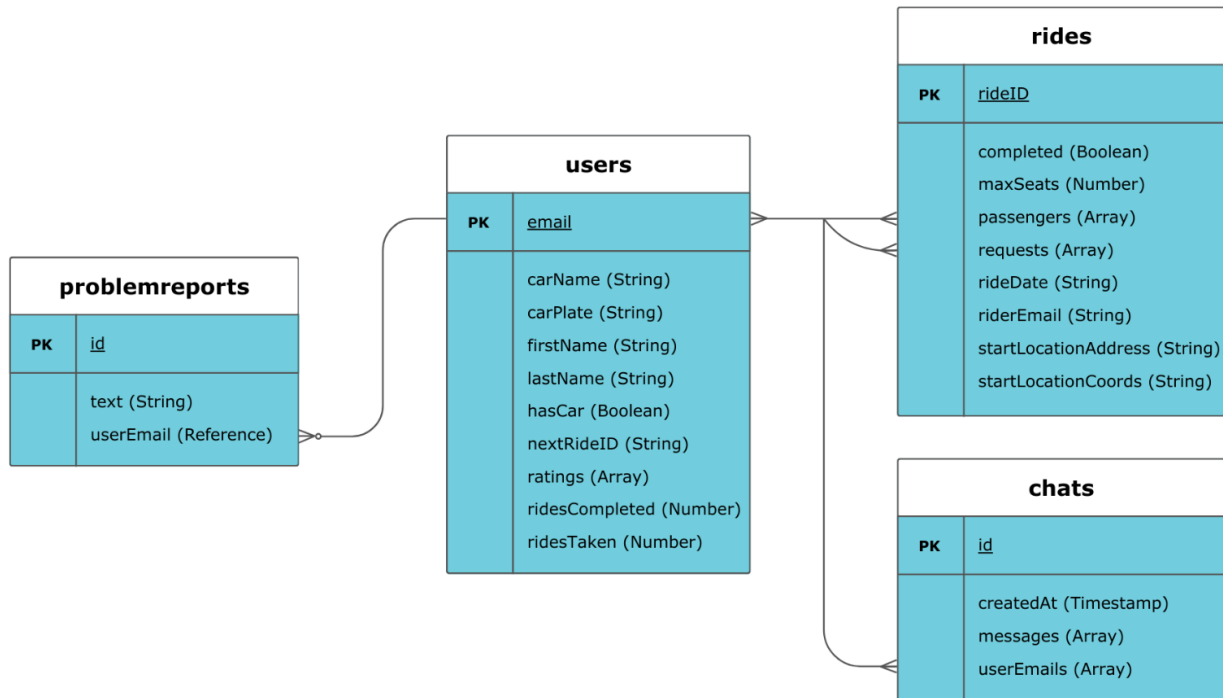 problemreports
PK id
text (String)
userEmail (Reference)
users
PK email
carName (String)
carPlate (String)
firstName (String)
lastName (String)
hasCar (Boolean)
nextRideID (String)
ratings (Array)
ridesCompleted (Number)
ridesTaken (Number)
rides
PK rideID
completed (Boolean)
maxSeats (Number)
passengers (Array)
requests (Array)
rideDate (String)
riderEmail (String)
startLocationAddress (String)
startLocationCoords (String)
chats
PK id
createdAt (Timestamp)
messages (Array)
userEmails (Array)